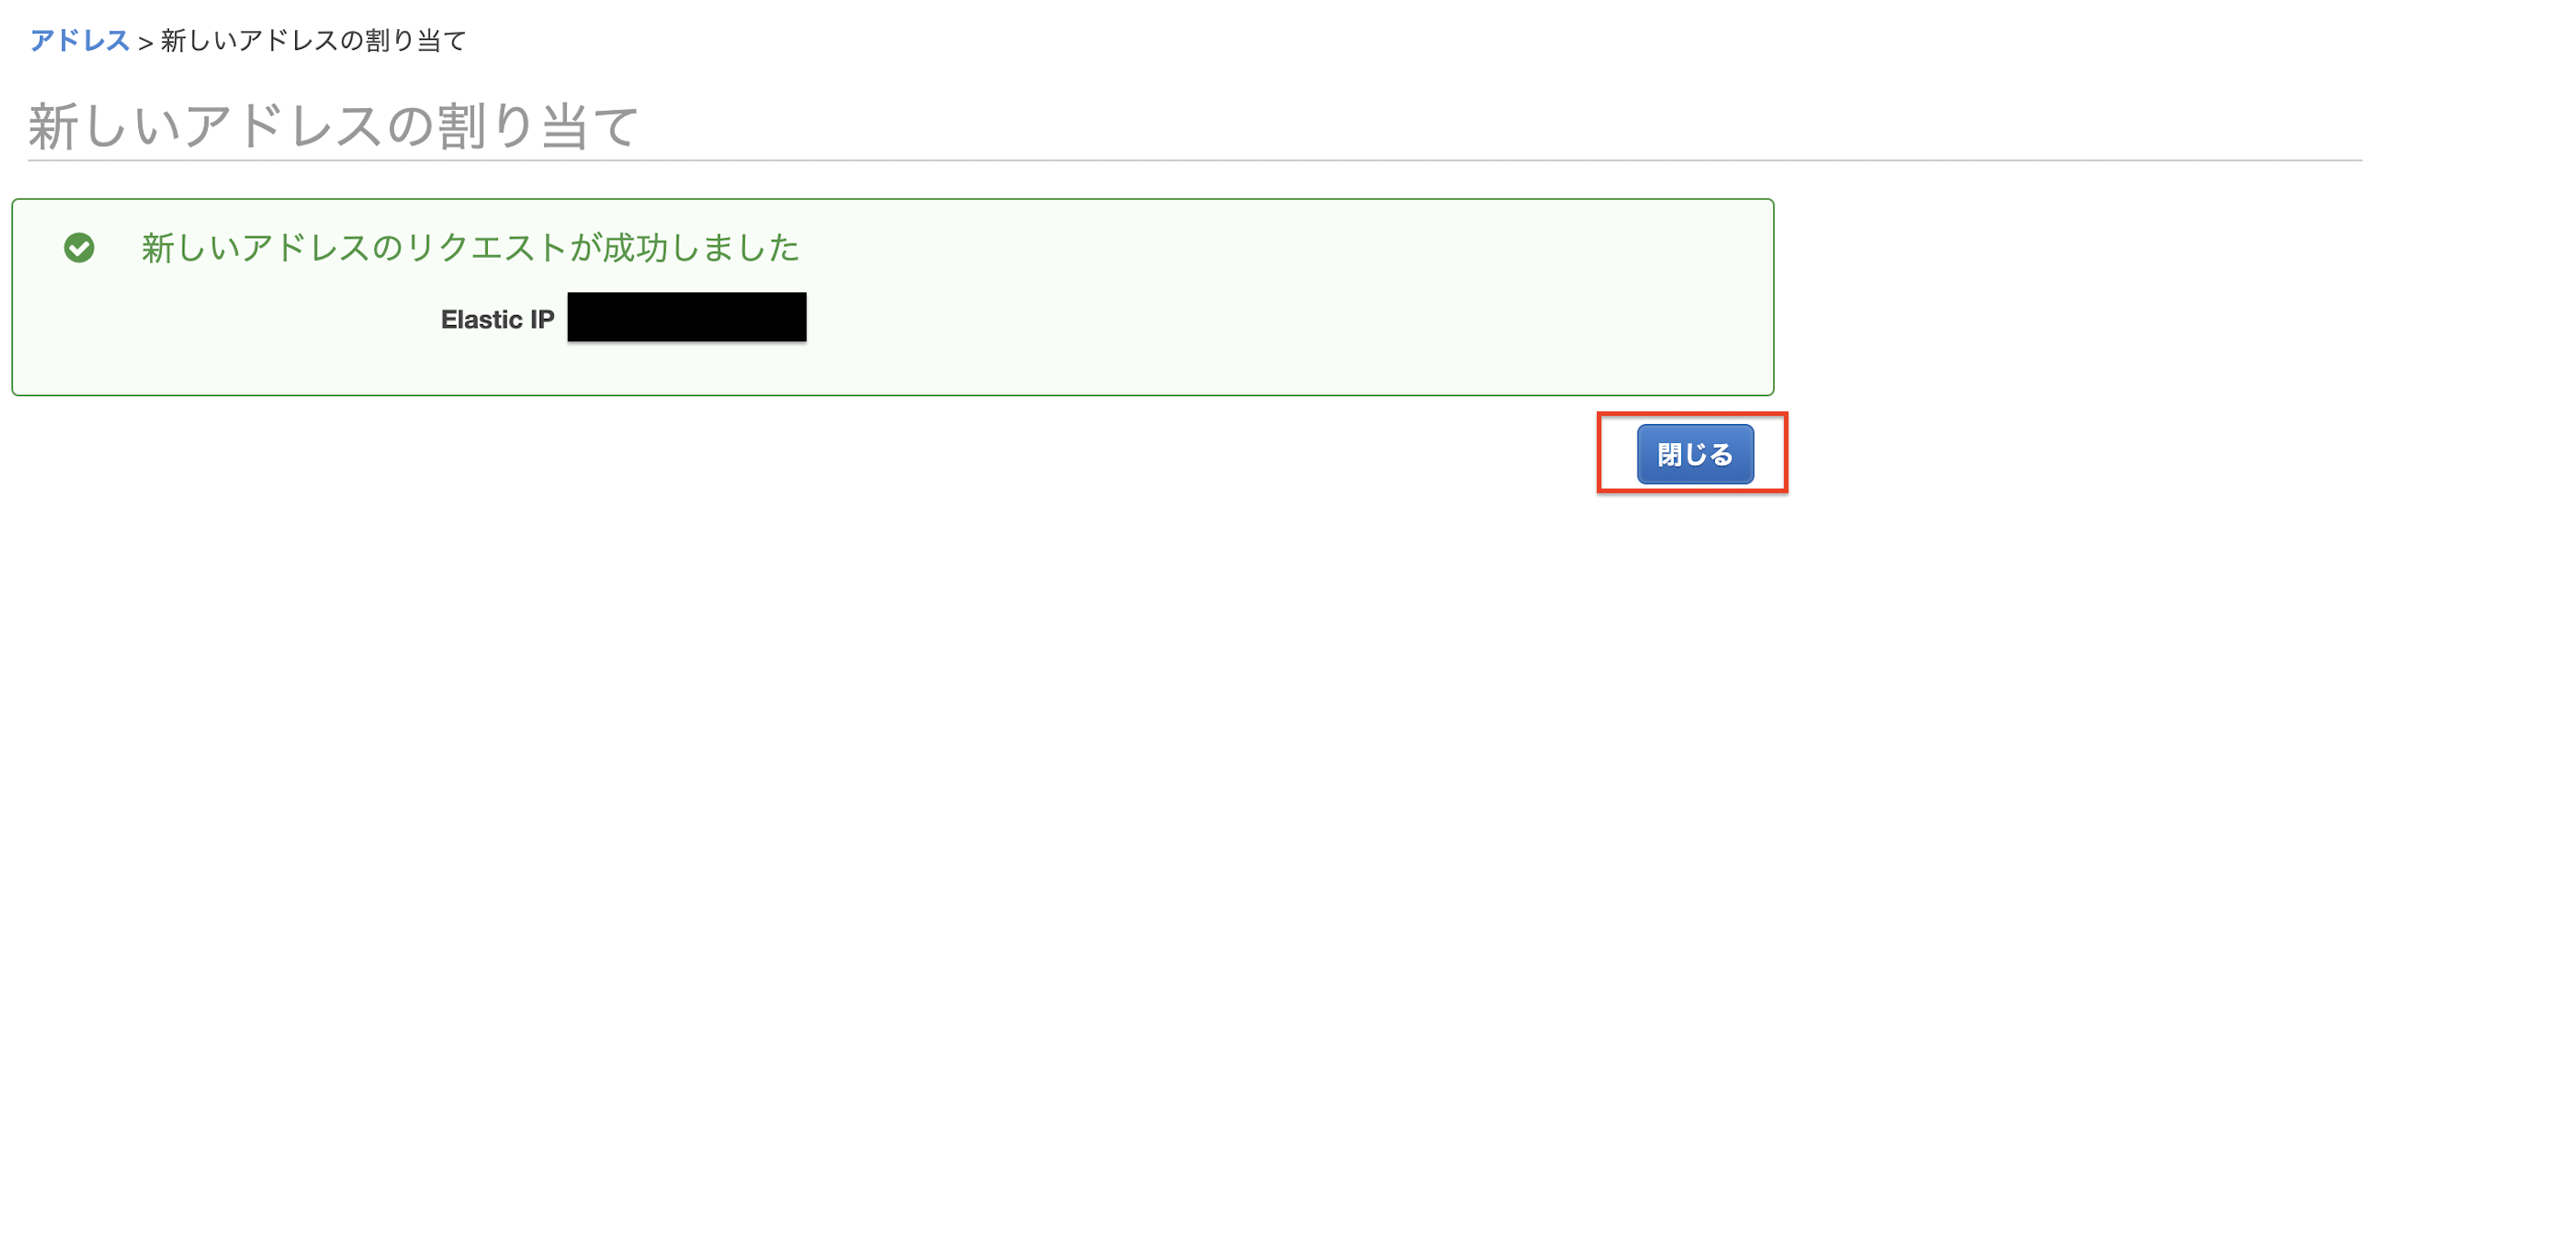 アドレス > 新しいアドレスの割り当て
新しいアドレスの割り当て
新しいアドレスのリクエストが成功しました
Elastic IP
閉じる